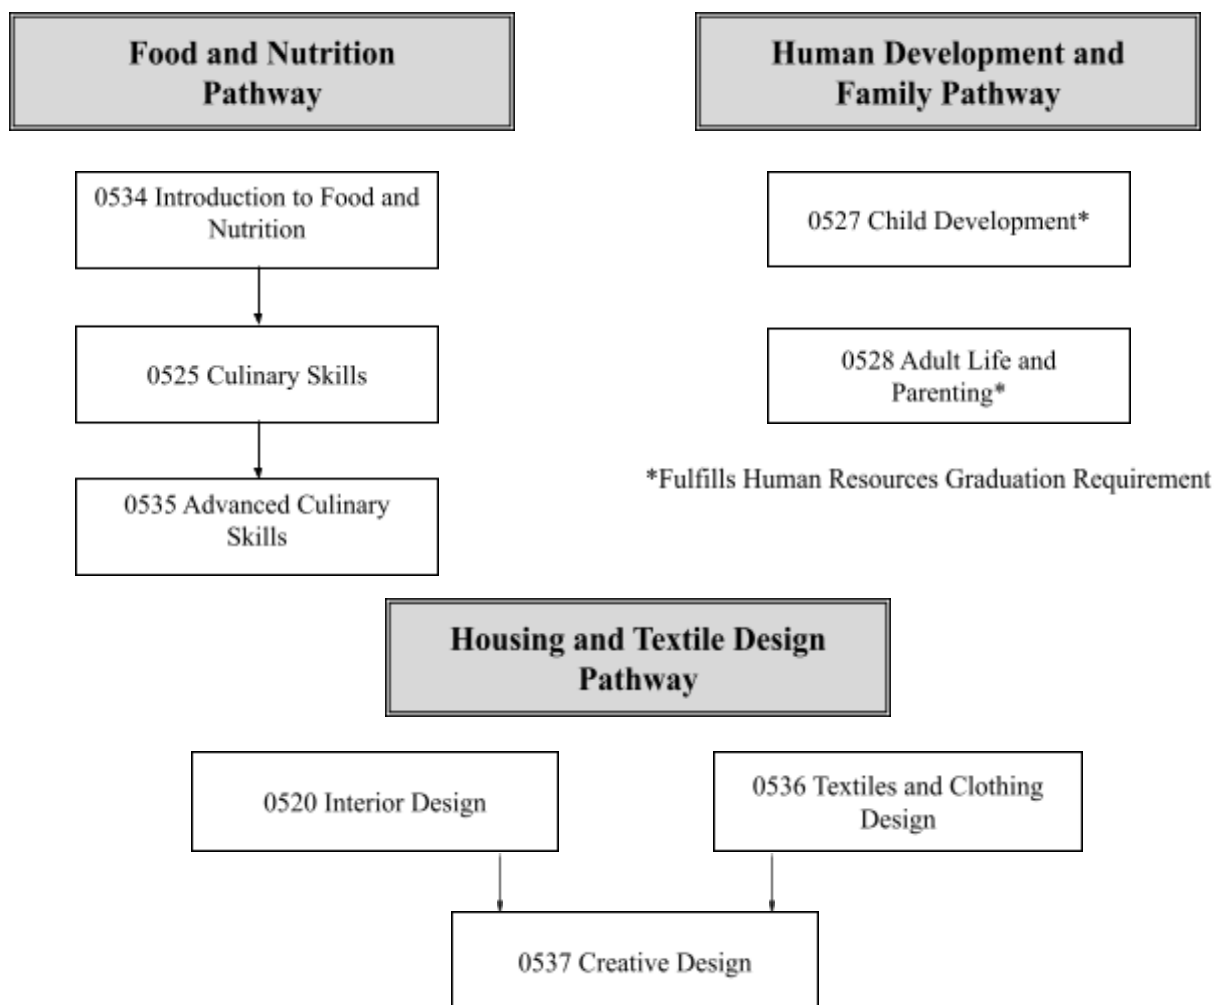 Food and Nutrition
Pathway
0534 Introduction to Food and
Nutrition
0525 Culinary Skills
0535 Advanced Culinary
Skills
Human Development and
Family Pathway
0527 Child Development*
0528 Adult Life and
Parenting*
*Fulfills Human Resources Graduation Requirement
Housing and Textile Design
Pathway
0520 Interior Design
0536 Textiles and Clothing
Design
0537 Creative Design